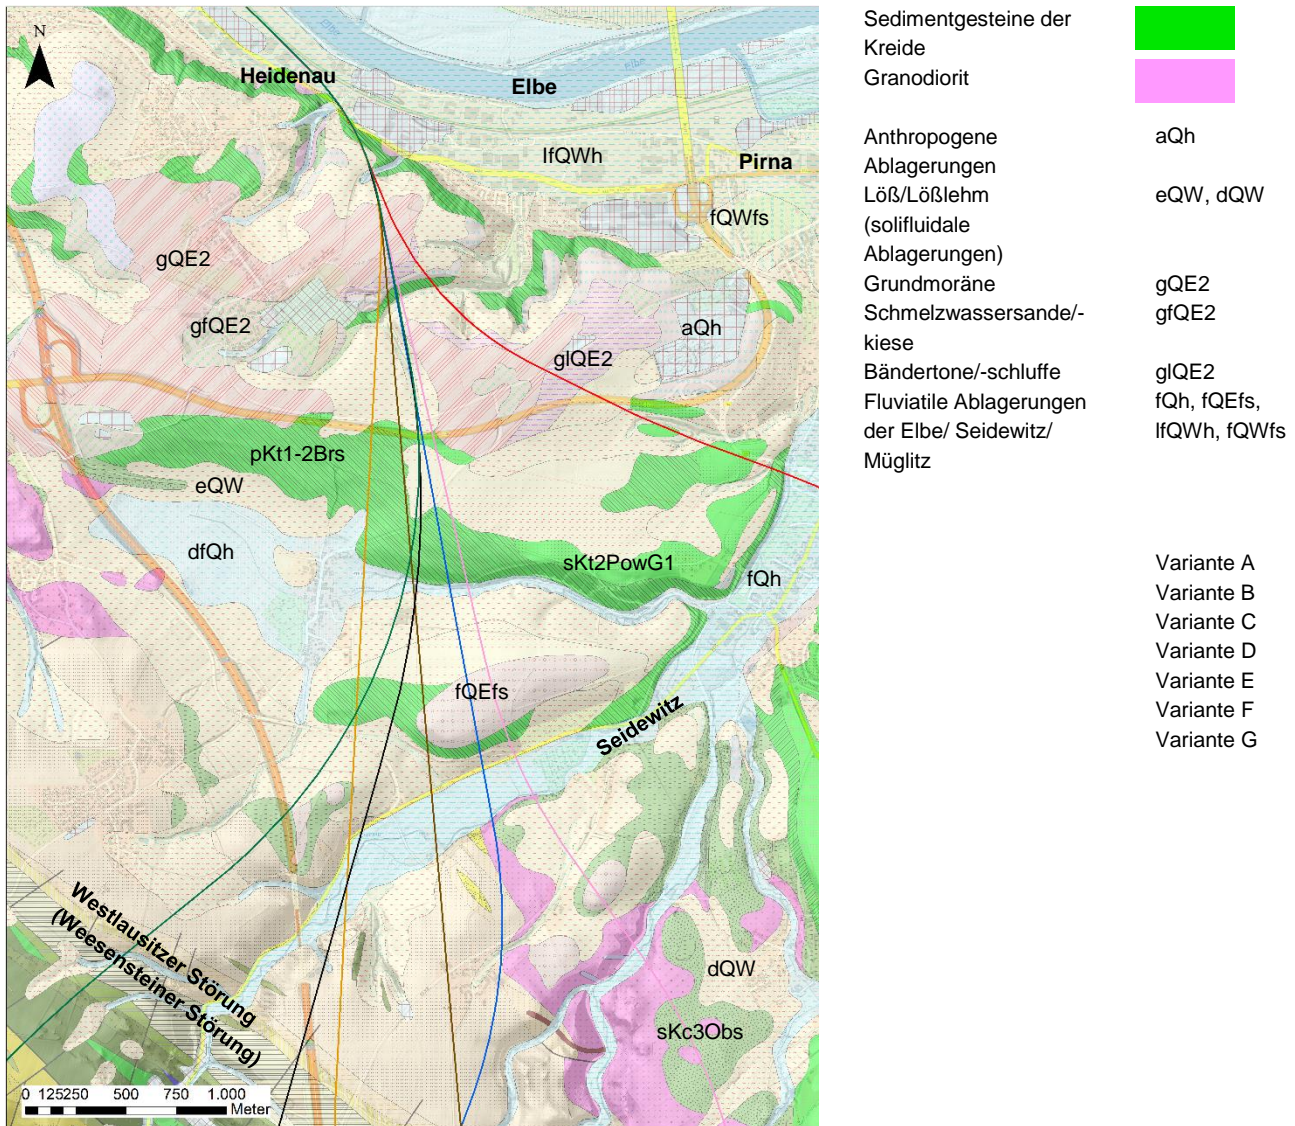 N
Heidenau
Elbe
Elbe
lfQWh
Pirna
fQWfs
gQE2
gfQE2
aQh
glQE2
pKt1-2Brs
eQW
dfQh
sKt2PowG1
fQh
fQEfs
Seidewitz
Westlausitzer Störung
(Weesensteiner Störung)
dQW
sKc3Obs
0 125250 500 750 1.000
Meter
Sedimentgesteine der
Kreide
Granodiorit
Anthropogene aQh
Ablagerungen
Löß/Lößlehm eQW, dQW
(solifluidale
Ablagerungen)
Grundmoräne gQE2
Schmelzwassersande/- gfQE2
kiese
Bändertone/-schluffe glQE2
Fluviatile Ablagerungen fQh, fQEfs,
der Elbe/ Seidewitz/ lfQWh, fQWfs
Müglitz
Variante A
Variante B
Variante C
Variante D
Variante E
Variante F
Variante G